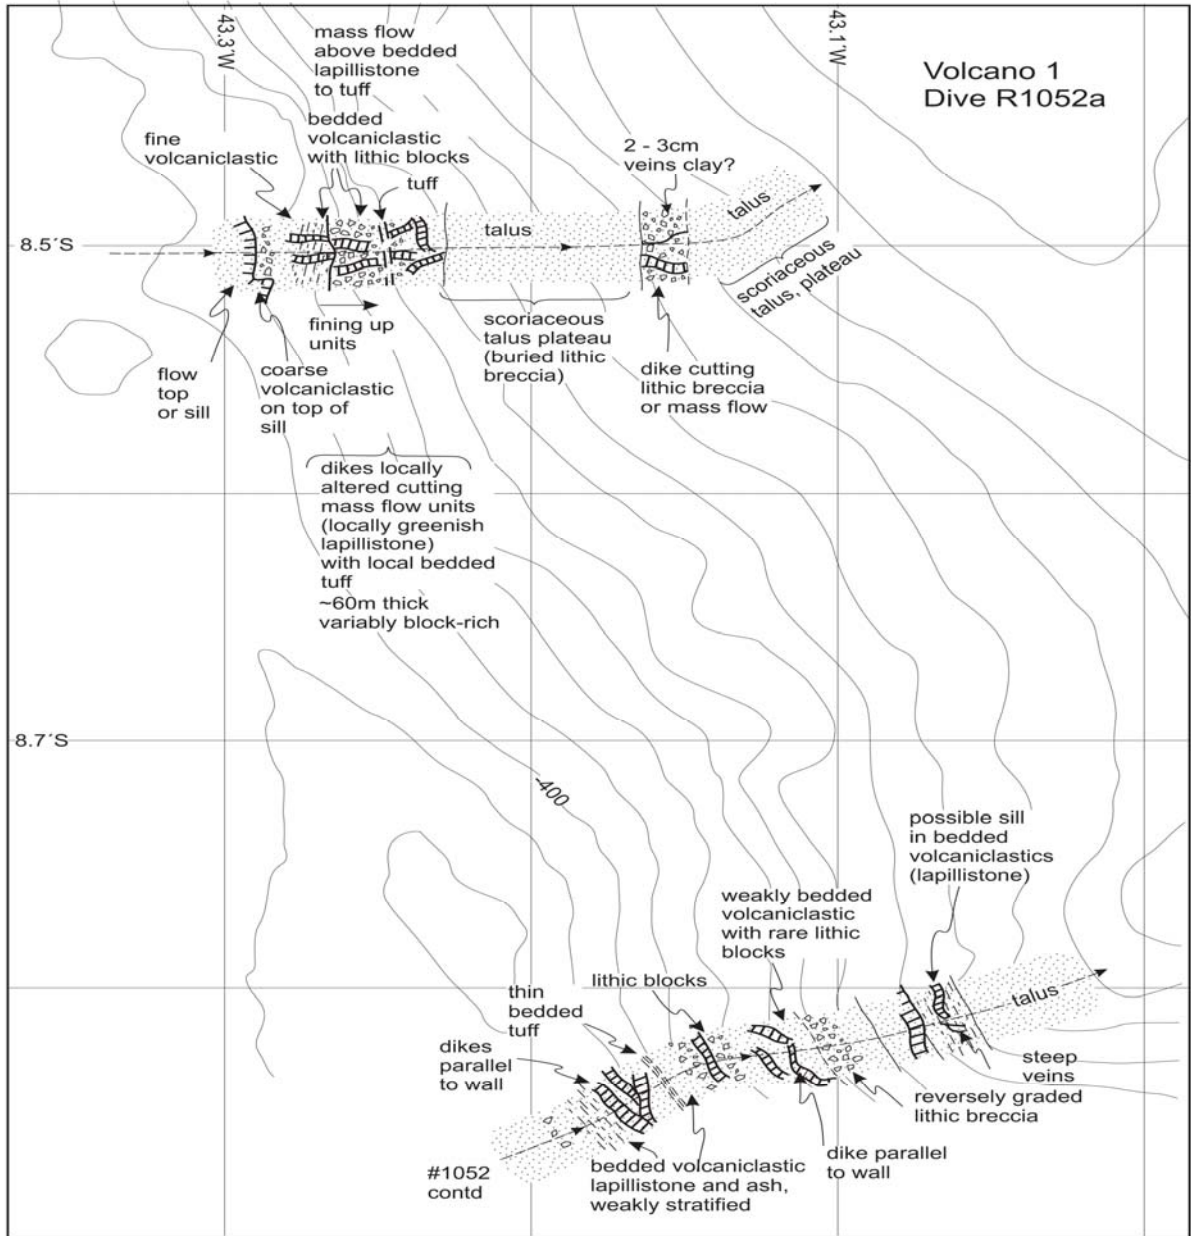 43.3´W
43.1´W
Volcano 1
Dive R1052a
mass flow
above bedded
lapillistone
to tuff
bedded
volcaniclastic
with lithic blocks
fine
volcaniclastic
tuff
2 - 3cm
veins clay?
8.5´S
talus
talus
scoriaceous
talus, plateau
flow
top
or sill
coarse
volcaniclastic
on top of
sill
fining up
units
scoriaceous
talus plateau
(buried lithic
breccia)
dike cutting
lithic breccia
or mass flow
dikes locally
altered cutting
mass flow units
(locally greenish
lapillistone)
with local bedded
tuff
~60m thick
variably block-rich
8.7´S
-400
possible sill
in bedded
volcaniclastics
(lapillistone)
weakly bedded
volcaniclastic
with rare lithic
blocks
lithic blocks
thin
bedded
tuff
dikes
parallel
to wall
talus
steep
veins
reversely graded
lithic breccia
dike parallel
to wall
bedded volcaniclastic
lapillistone and ash,
weakly stratified
#1052
contd